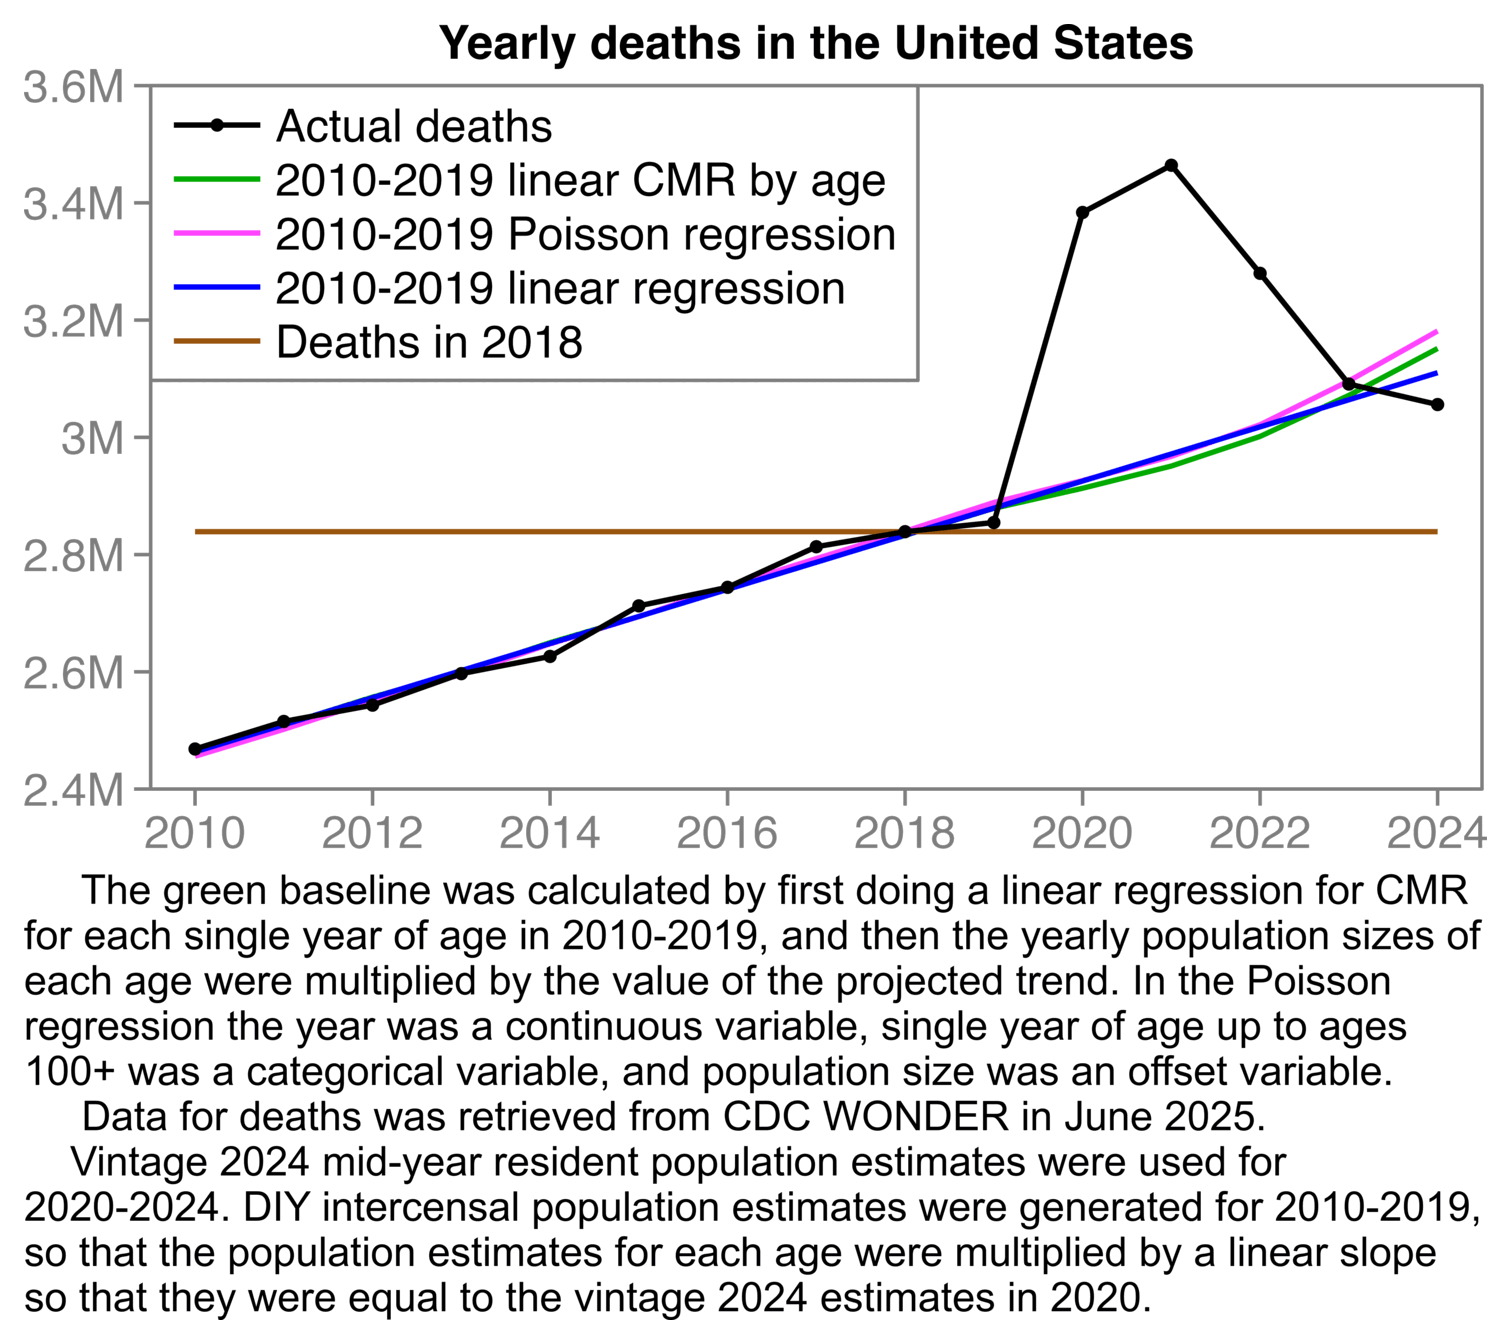 Yearly deaths in the United States
3.6M
3.4M
3.2M
3M
2.8M
2.6M
2.4M
Actual deaths
2010-2019 linear CMR by age
2010-2019 Poisson regression
2010-2019 linear regression
Deaths in 2018
2010 2012 2014 2016 2018 2020 2022 2024
The green baseline was calculated by first doing a linear regression for CMR
for each single year of age in 2010-2019, and then the yearly population sizes of
each age were multiplied by the value of the projected trend. In the Poisson
regression the year was a continuous variable, single year of age up to ages
100+ was a categorical variable, and population size was an offset variable.
Data for deaths was retrieved from CDC WONDER in June 2025.
Vintage 2024 mid-year resident population estimates were used for
2020-2024. DIY intercensal population estimates were generated for 2010-2019,
so that the population estimates for each age were multiplied by a linear slope
so that they were equal to the vintage 2024 estimates in 2020.